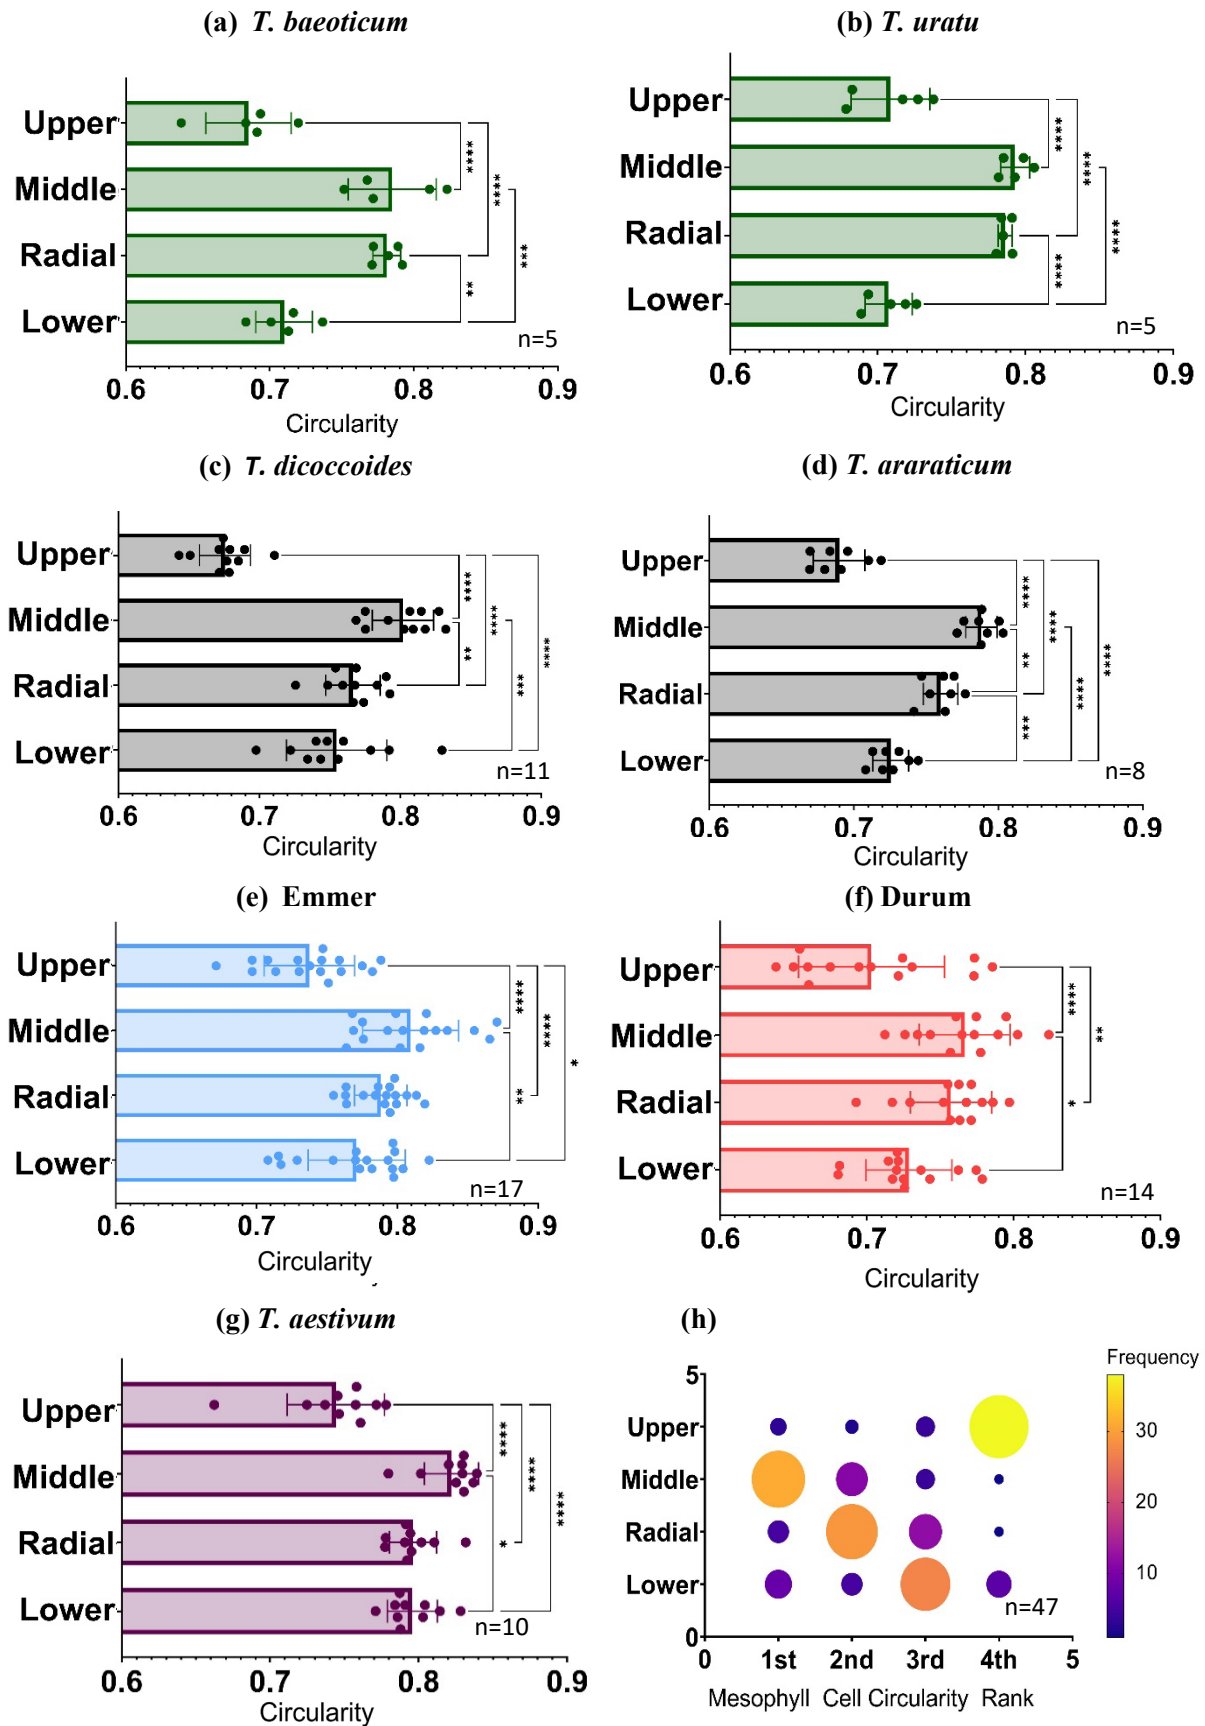 (a) T. baeoticum
Upper
Middle
Radial
Lower
****
****
***
**
n=5
0.6 0.7 0.8 0.9
Circularity
(b) T. uratu
Upper
Middle
Radial
Lower
****
****
****
****
n=5
0.6 0.7 0.8 0.9
Circularity
(c) T. dicoccoides
Upper
Middle
Radial
Lower
****
****
****
**
***
n=11
0.6 0.7 0.8 0.9
Circularity
(d) T. araraticum
Upper
Middle
Radial
Lower
****
****
****
**
****
***
n=8
0.6 0.7 0.8 0.9
Circularity
(e) Emmer
Upper
Middle
Radial
Lower
****
****
*
**
n=17
0.6 0.7 0.8 0.9
Circularity
(f) Durum
Upper
Middle
Radial
Lower
****
**
*
n=14
0.6 0.7 0.8 0.9
Circularity
(g) T. aestivum
Upper
Middle
Radial
Lower
****
****
****
*
n=10
0.6 0.7 0.8 0.9
Circularity
(h)
Frequency
5
Upper
Middle
Radial
Lower
0
30
20
10
n=47
0 1st 2nd 3rd 4th 5
Mesophyll Cell Circularity Rank